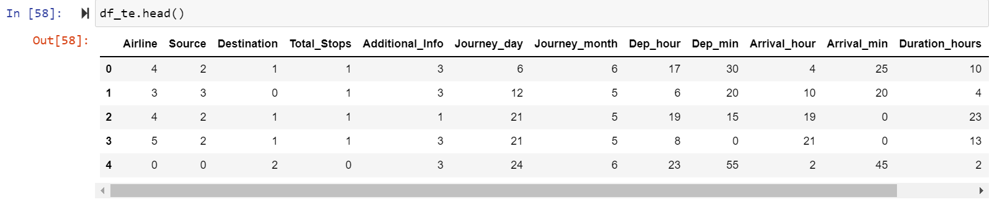 In [58]: df_te.head()
Out[58]:
Airline Source Destination Total_Stops Additional_Info Journey_day Journey_month Dep_hour Dep_min Arrival_hour Arrival_min Duration_hours
0 4 2 1 1 3 6 6 17 30 4 25 10
1 3 3 0 1 3 12 5 6 20 10 20 4
2 4 2 1 1 1 21 5 19 15 19 0 23
3 5 2 1 1 3 21 5 8 0 21 0 13
4 0 0 2 0 3 24 6 23 55 2 45 2